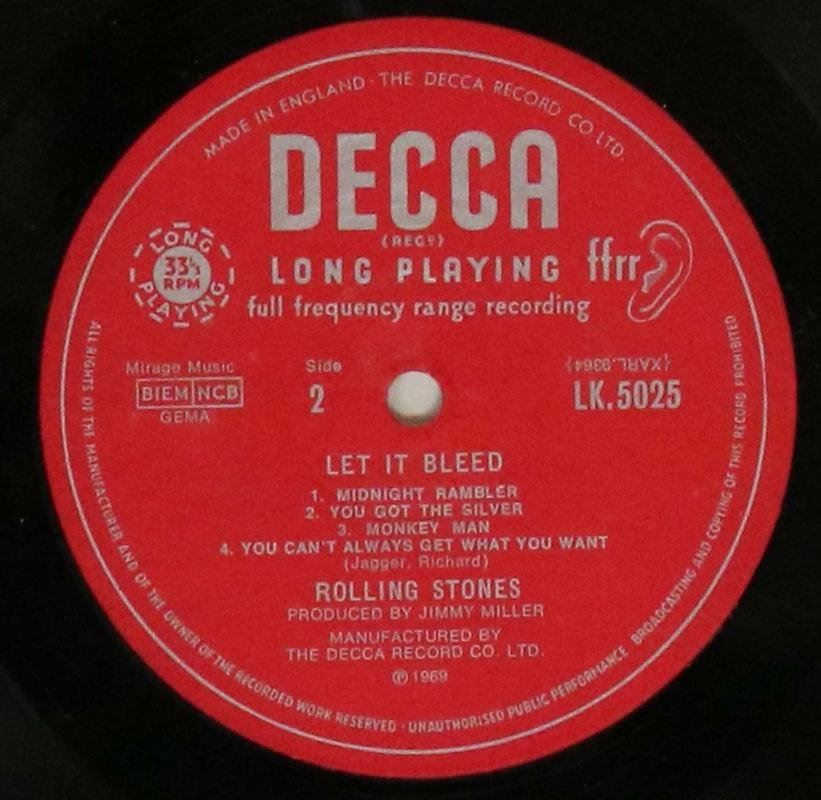 MADE IN ENGLAND · THE DECCA RECORD CO LTD.
DECCA
(REGD)
LONG PLAYING
33⅓
RPM
LONG PLAYING
ffrr
full frequency range recording
Mirage Music
BIEM NCB
GEMA
Side
2
(XARL.9364)
LK.5025
LET IT BLEED
1. MIDNIGHT RAMBLER
2. YOU GOT THE SILVER
3. MONKEY MAN
4. YOU CAN'T ALWAYS GET WHAT YOU WANT
(Jagger, Richard)
ROLLING STONES
PRODUCED BY JIMMY MILLER
MANUFACTURED BY
THE DECCA RECORD CO. LTD.
℗ 1969
ALL RIGHTS OF THE MANUFACTURER AND OF THE OWNER OF THE RECORDED WORK RESERVED · UNAUTHORISED PUBLIC PERFORMANCE BROADCASTING AND COPYING OF THIS RECORD PROHIBITED